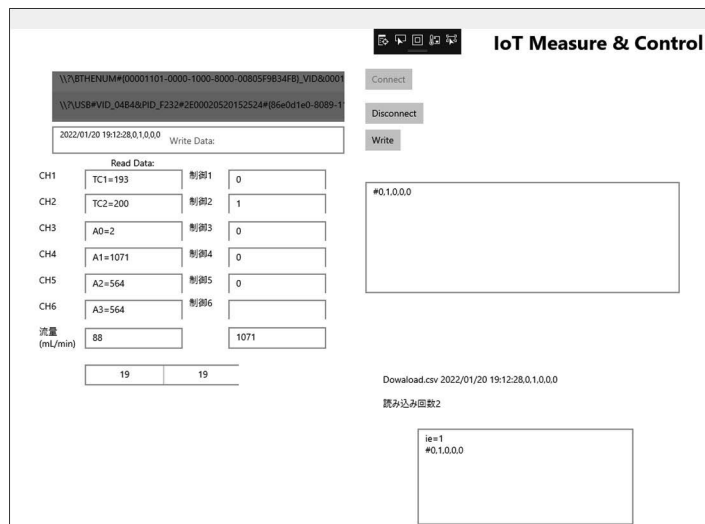 IoT Measure & Control
\\?\BTHENUM#{00001101-0000-1000-8000-00805F9B34FB}_VID&0001
Connect
\\?\USB#VID_04B4&PID_F232#2E00020520152524#{86e0d1e0-8089-11
Disconnect
2022/01/20 19:12:28,0,1,0,0,0
Write Data:
Write
Read Data:
CH1 TC1=193 制御1 0
CH2 TC2=200 制御2 1
CH3 A0=2 制御3 0
CH4 A1=1071 制御4 0
CH5 A2=564 制御5 0
CH6 A3=564 制御6
流量
(mL/min) 88 1071
19 19
#0,1,0,0,0
Dowaload.csv 2022/01/20 19:12:28,0,1,0,0,0
読み込み回数2
ie=1
#0,1,0,0,0